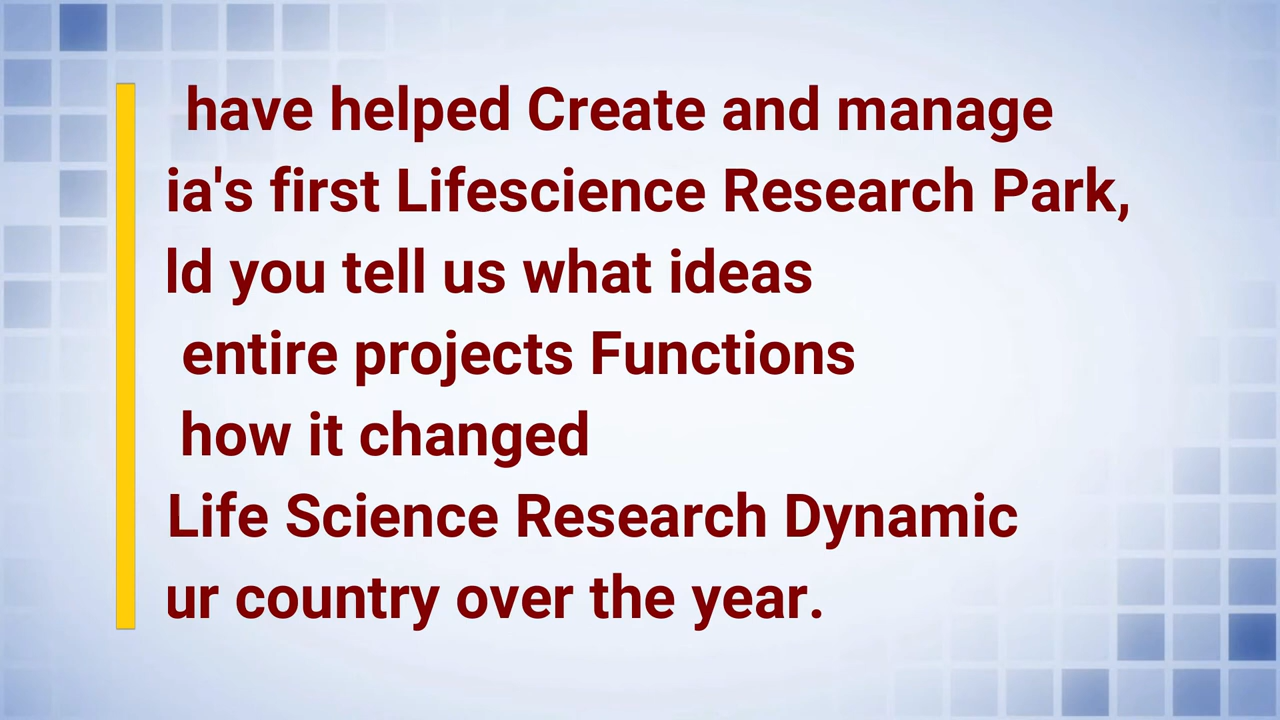 have helped Create and manage
ia's first Lifescience Research Park,
ld you tell us what ideas
entire projects Functions
how it changed
Life Science Research Dynamic
ur country over the year.